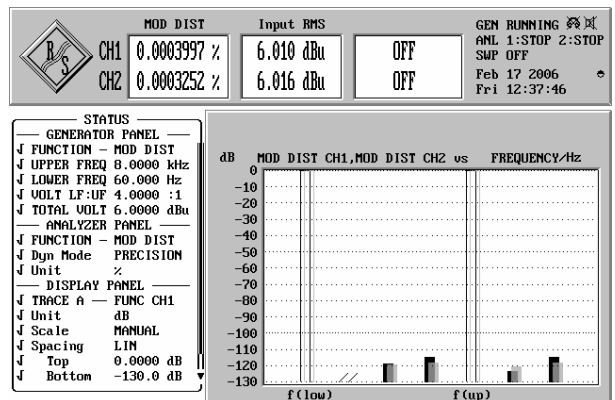 MOD DIST Input RMS
R S
CH1 0.0003997 % 6.010 dBu OFF
CH2 0.0003252 % 6.016 dBu OFF
GEN RUNNING
ANL 1:STOP 2:STOP
SWP OFF
Feb 17 2006
Fri 12:37:46
STATUS
GENERATOR PANEL
FUNCTION - MOD DIST
UPPER FREQ 8.0000 kHz
LOWER FREQ 60.000 Hz
VOLT LF:UF 4.0000 :1
TOTAL VOLT 6.0000 dBu
ANALYZER PANEL
FUNCTION - MOD DIST
Dyn Mode PRECISION
Unit %
DISPLAY PANEL
TRACE A — FUNC CH1
Unit dB
Scale MANUAL
Spacing LIN
Top 0.0000 dB
Bottom -130.0 dB
dB MOD DIST CH1,MOD DIST CH2 vs FREQUENCY/Hz
0
-10
-20
-30
-40
-50
-60
-70
-80
-90
-100
-110
-120
-130
f(low) f(up)